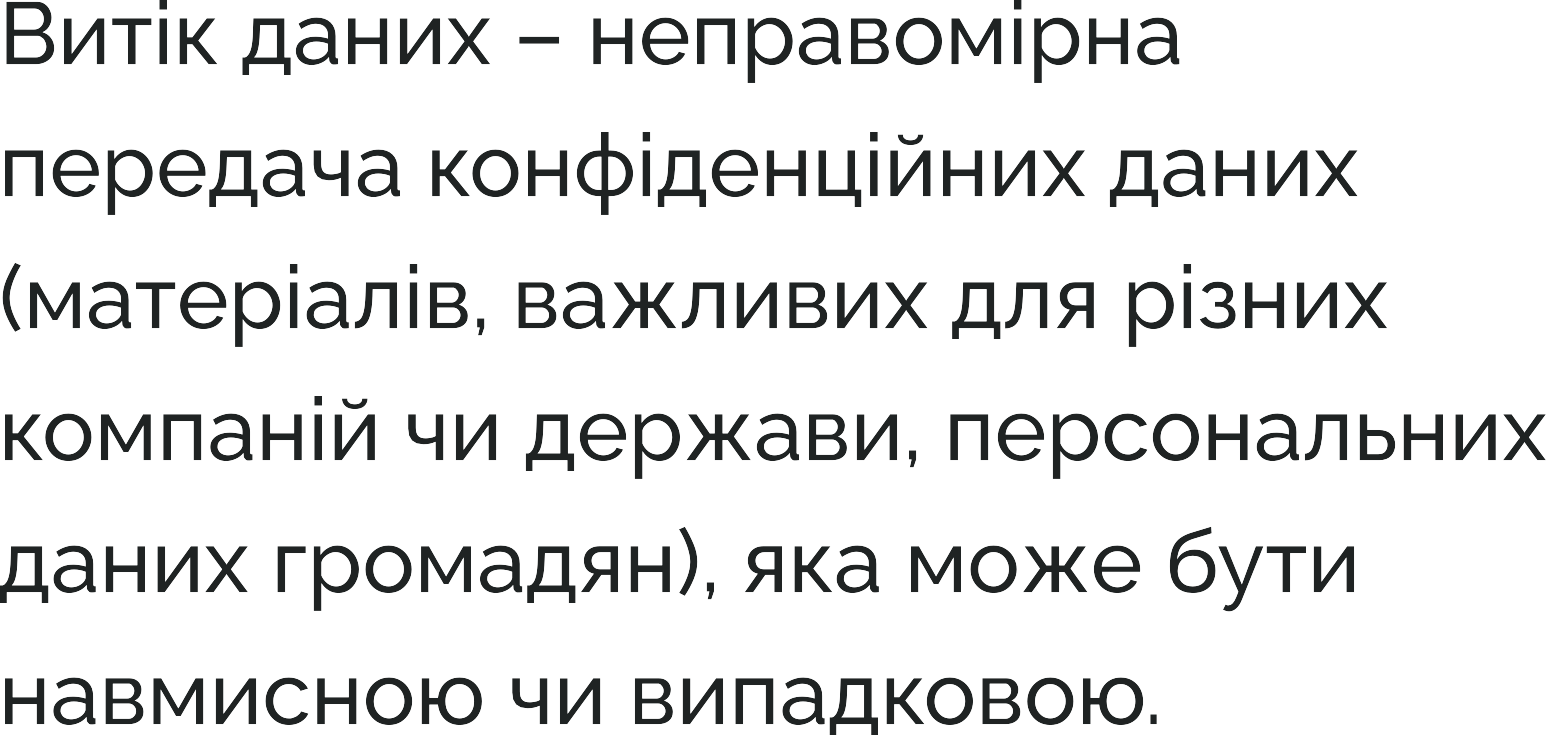 Витік даних – неправомірна
передача конфіденційних даних
(матеріалів, важливих для різних
компаній чи держави, персональних
даних громадян), яка може бути
навмисною чи випадковою.